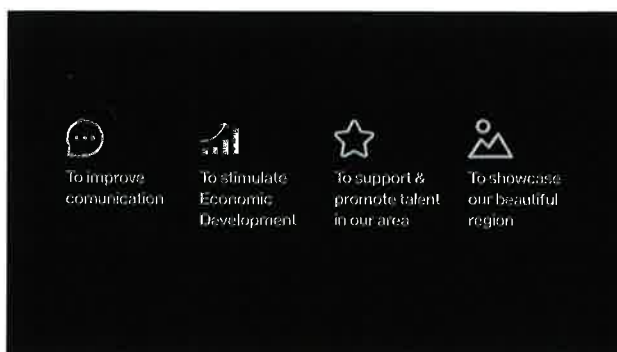 To improve
comunication
To stimulate
Economic
Development
To support &
promote talent
in our area
To showcase
our beautiful
region